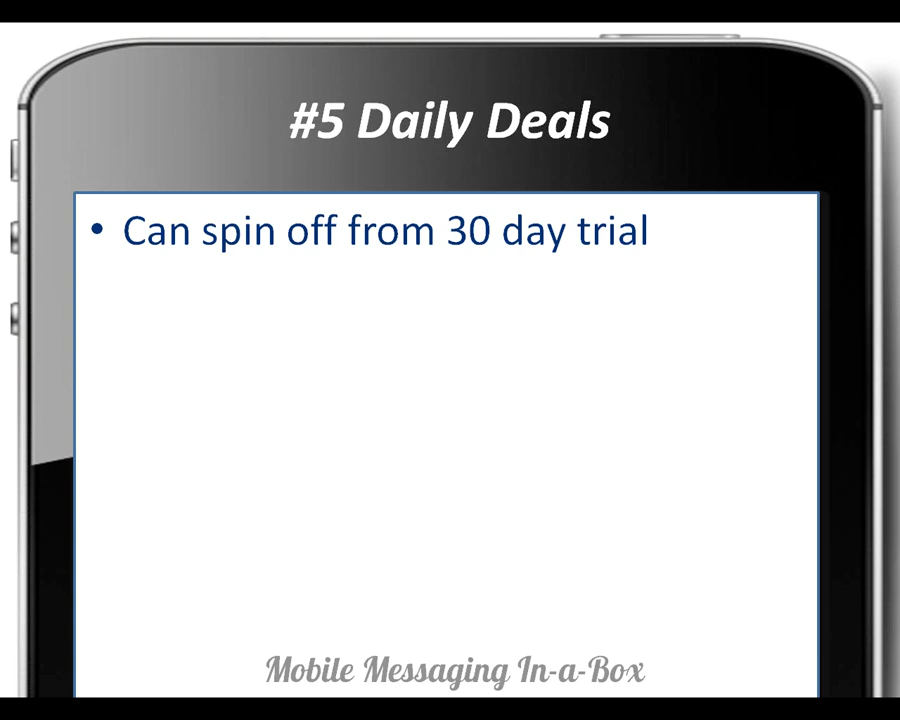 #5 Daily Deals
• Can spin off from 30 day trial
Mobile Messaging In-a-Box